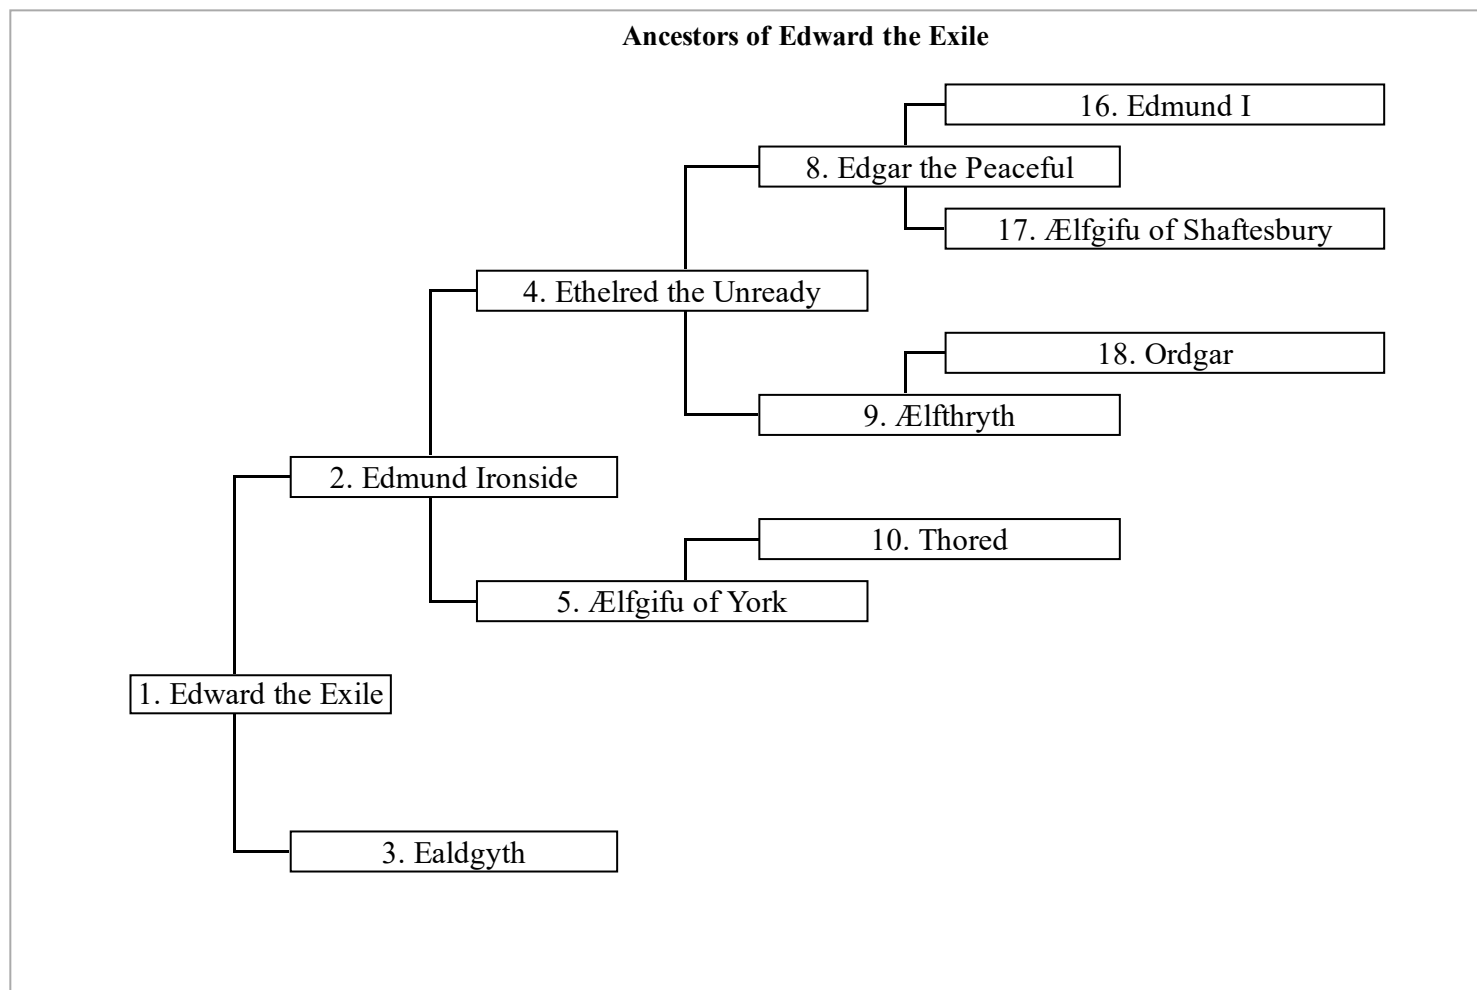 Ancestors of Edward the Exile
16. Edmund I
8. Edgar the Peaceful
17. Ælfgifu of Shaftesbury
4. Ethelred the Unready
18. Ordgar
9. Ælfthryth
2. Edmund Ironside
10. Thored
5. Ælfgifu of York
1. Edward the Exile
3. Ealdgyth